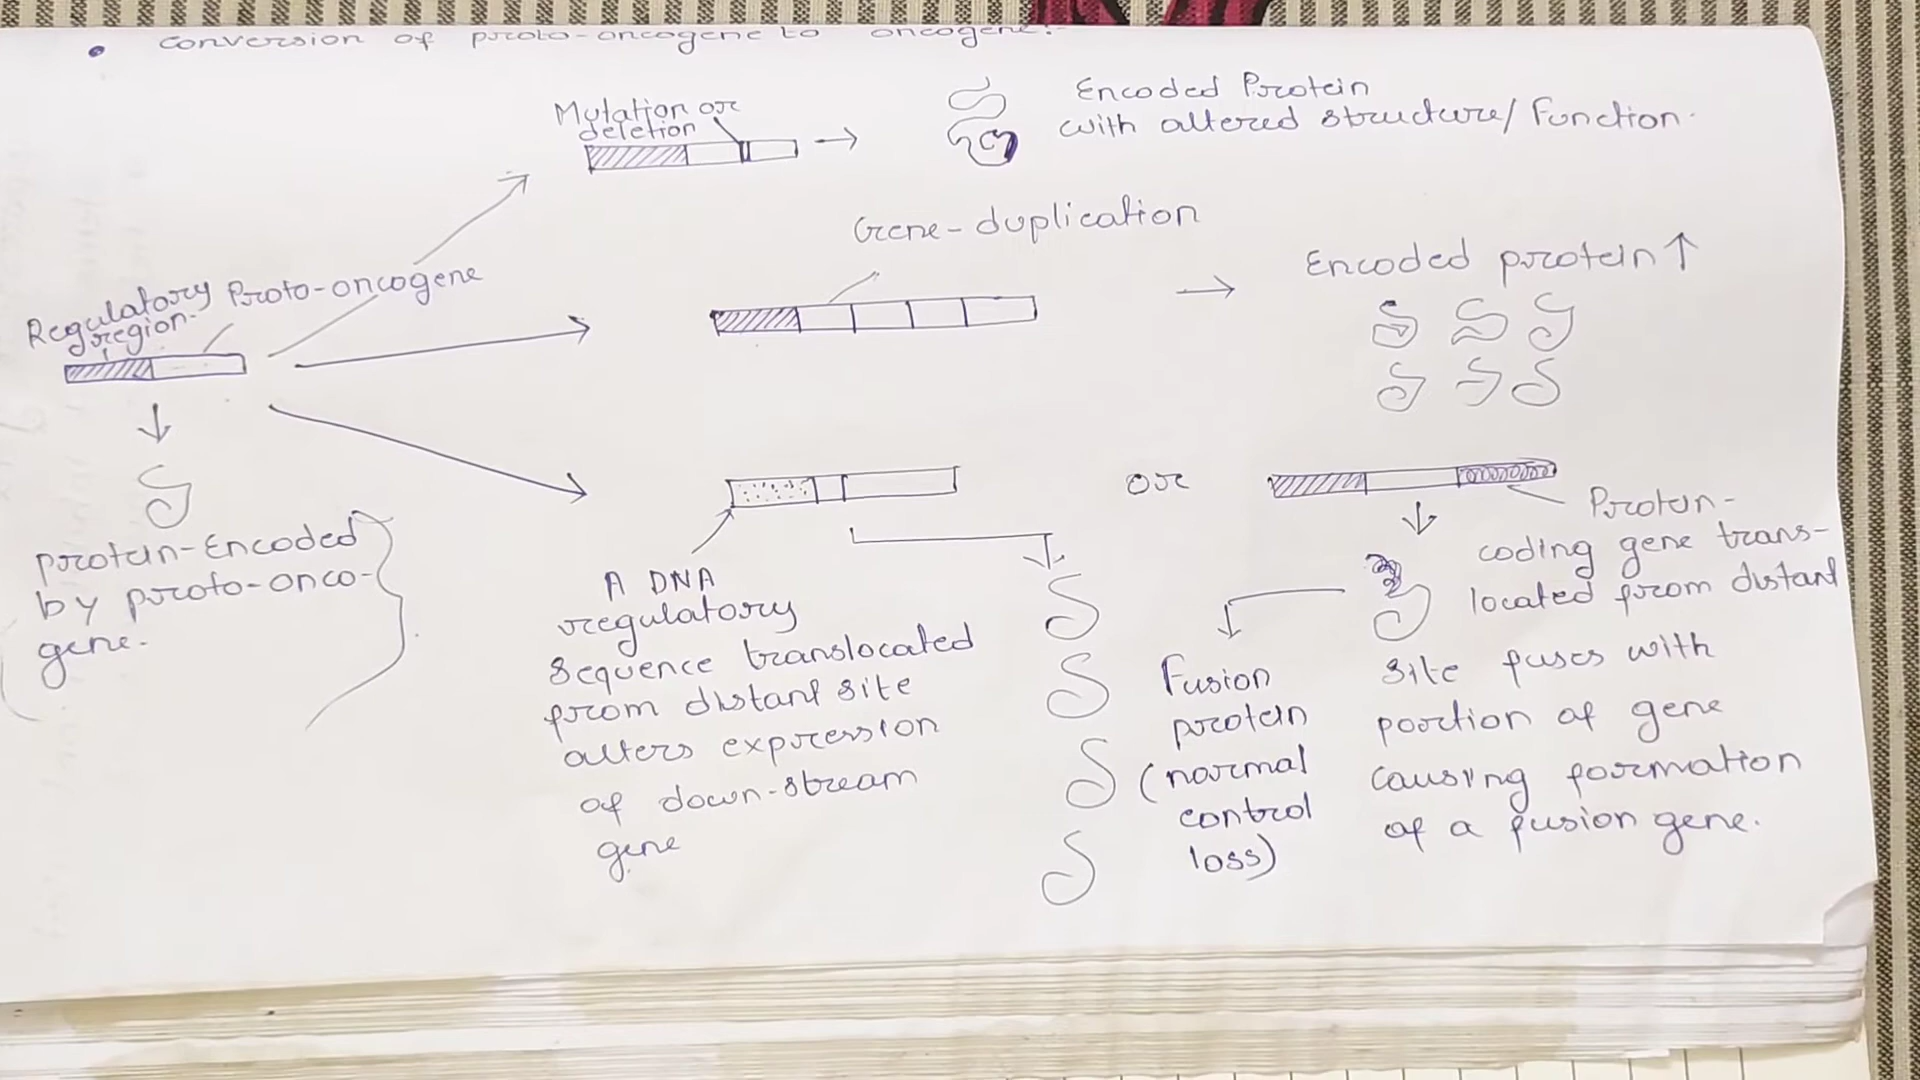 • conversion of proto-oncogene to oncogene:-
Mutation or
deletion
Encoded Protein
with altered structure/Function.
Gene-duplication
Encoded protein ↑
Regulatory
region.
Proto-oncogene
Protein-Encoded
by proto-onco-
gene.
or
A DNA
regulatory
sequence translocated
from distant site
alters expression
of down-stream
gene
Fusion
protein
(normal
control
loss)
Protein-
coding gene trans-
located from distant
site fuses with
portion of gene
causing formation
of a fusion gene.